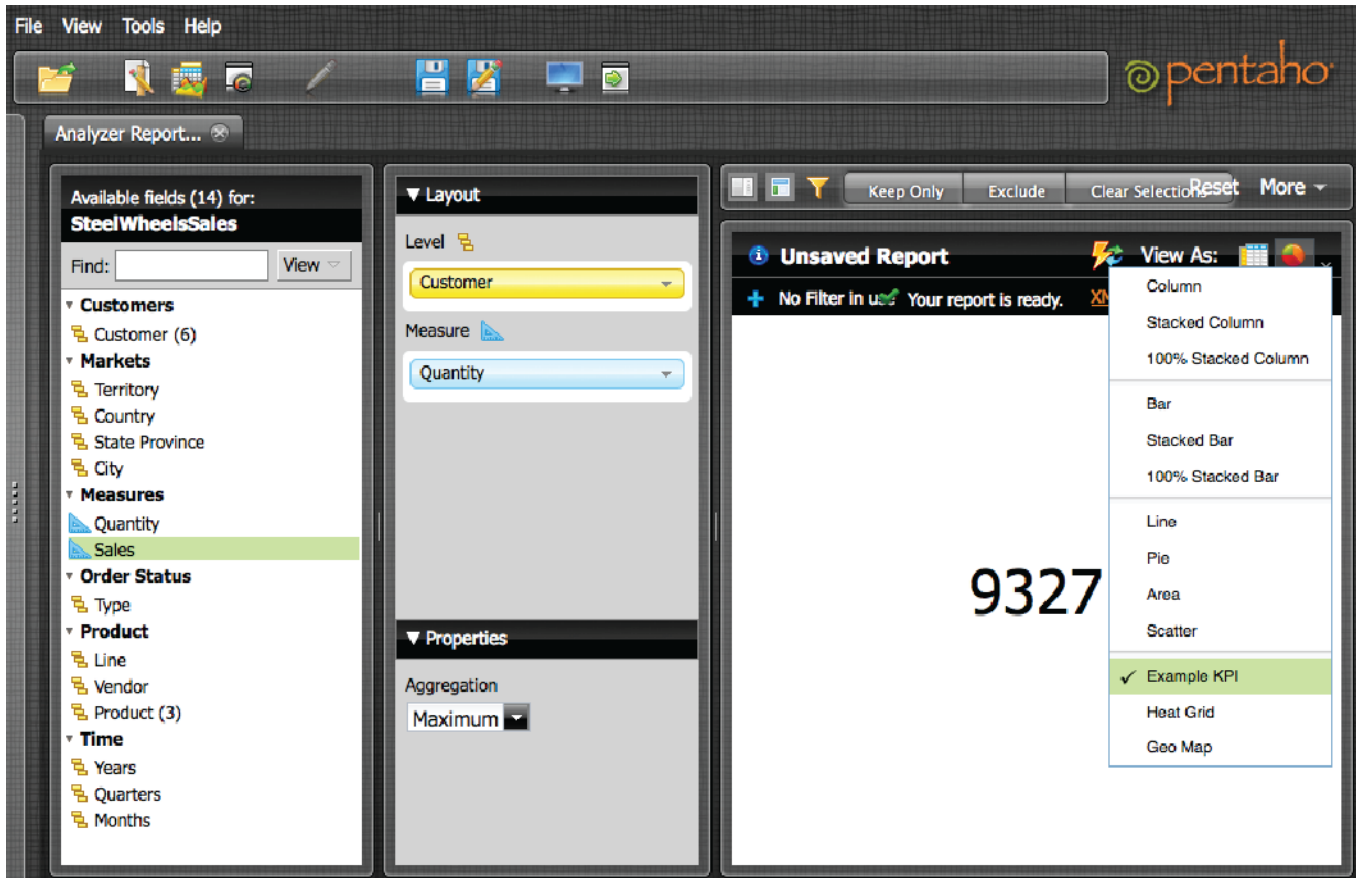 File View Tools Help
pentaho
Analyzer Report...
Available fields (14) for:
SteelWheelsSales
Find:
View
Customers
Customer (6)
Markets
Territory
Country
State Province
City
Measures
Quantity
Sales
Order Status
Type
Product
Line
Vendor
Product (3)
Time
Years
Quarters
Months
Layout
Level
Customer
Measure
Quantity
Properties
Aggregation
Maximum
Keep Only Exclude Clear Selections Reset More
Unsaved Report View As:
No Filter in use Your report is ready.
9327
Column
Stacked Column
100% Stacked Column
Bar
Stacked Bar
100% Stacked Bar
Line
Pie
Area
Scatter
Example KPI
Heat Grid
Geo Map